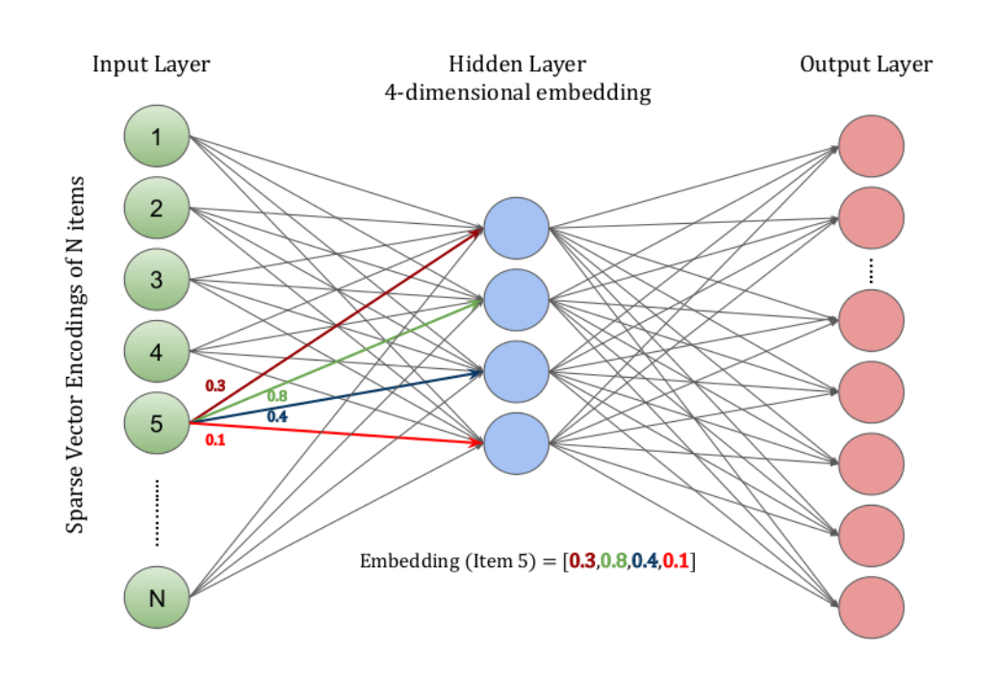 Input Layer
Hidden Layer
4-dimensional embedding
Output Layer
Sparse Vector Encodings of N items
1
2
3
4
5
N
0.3
0.8
0.4
0.1
Embedding (Item 5) = [0.3,0.8,0.4,0.1]